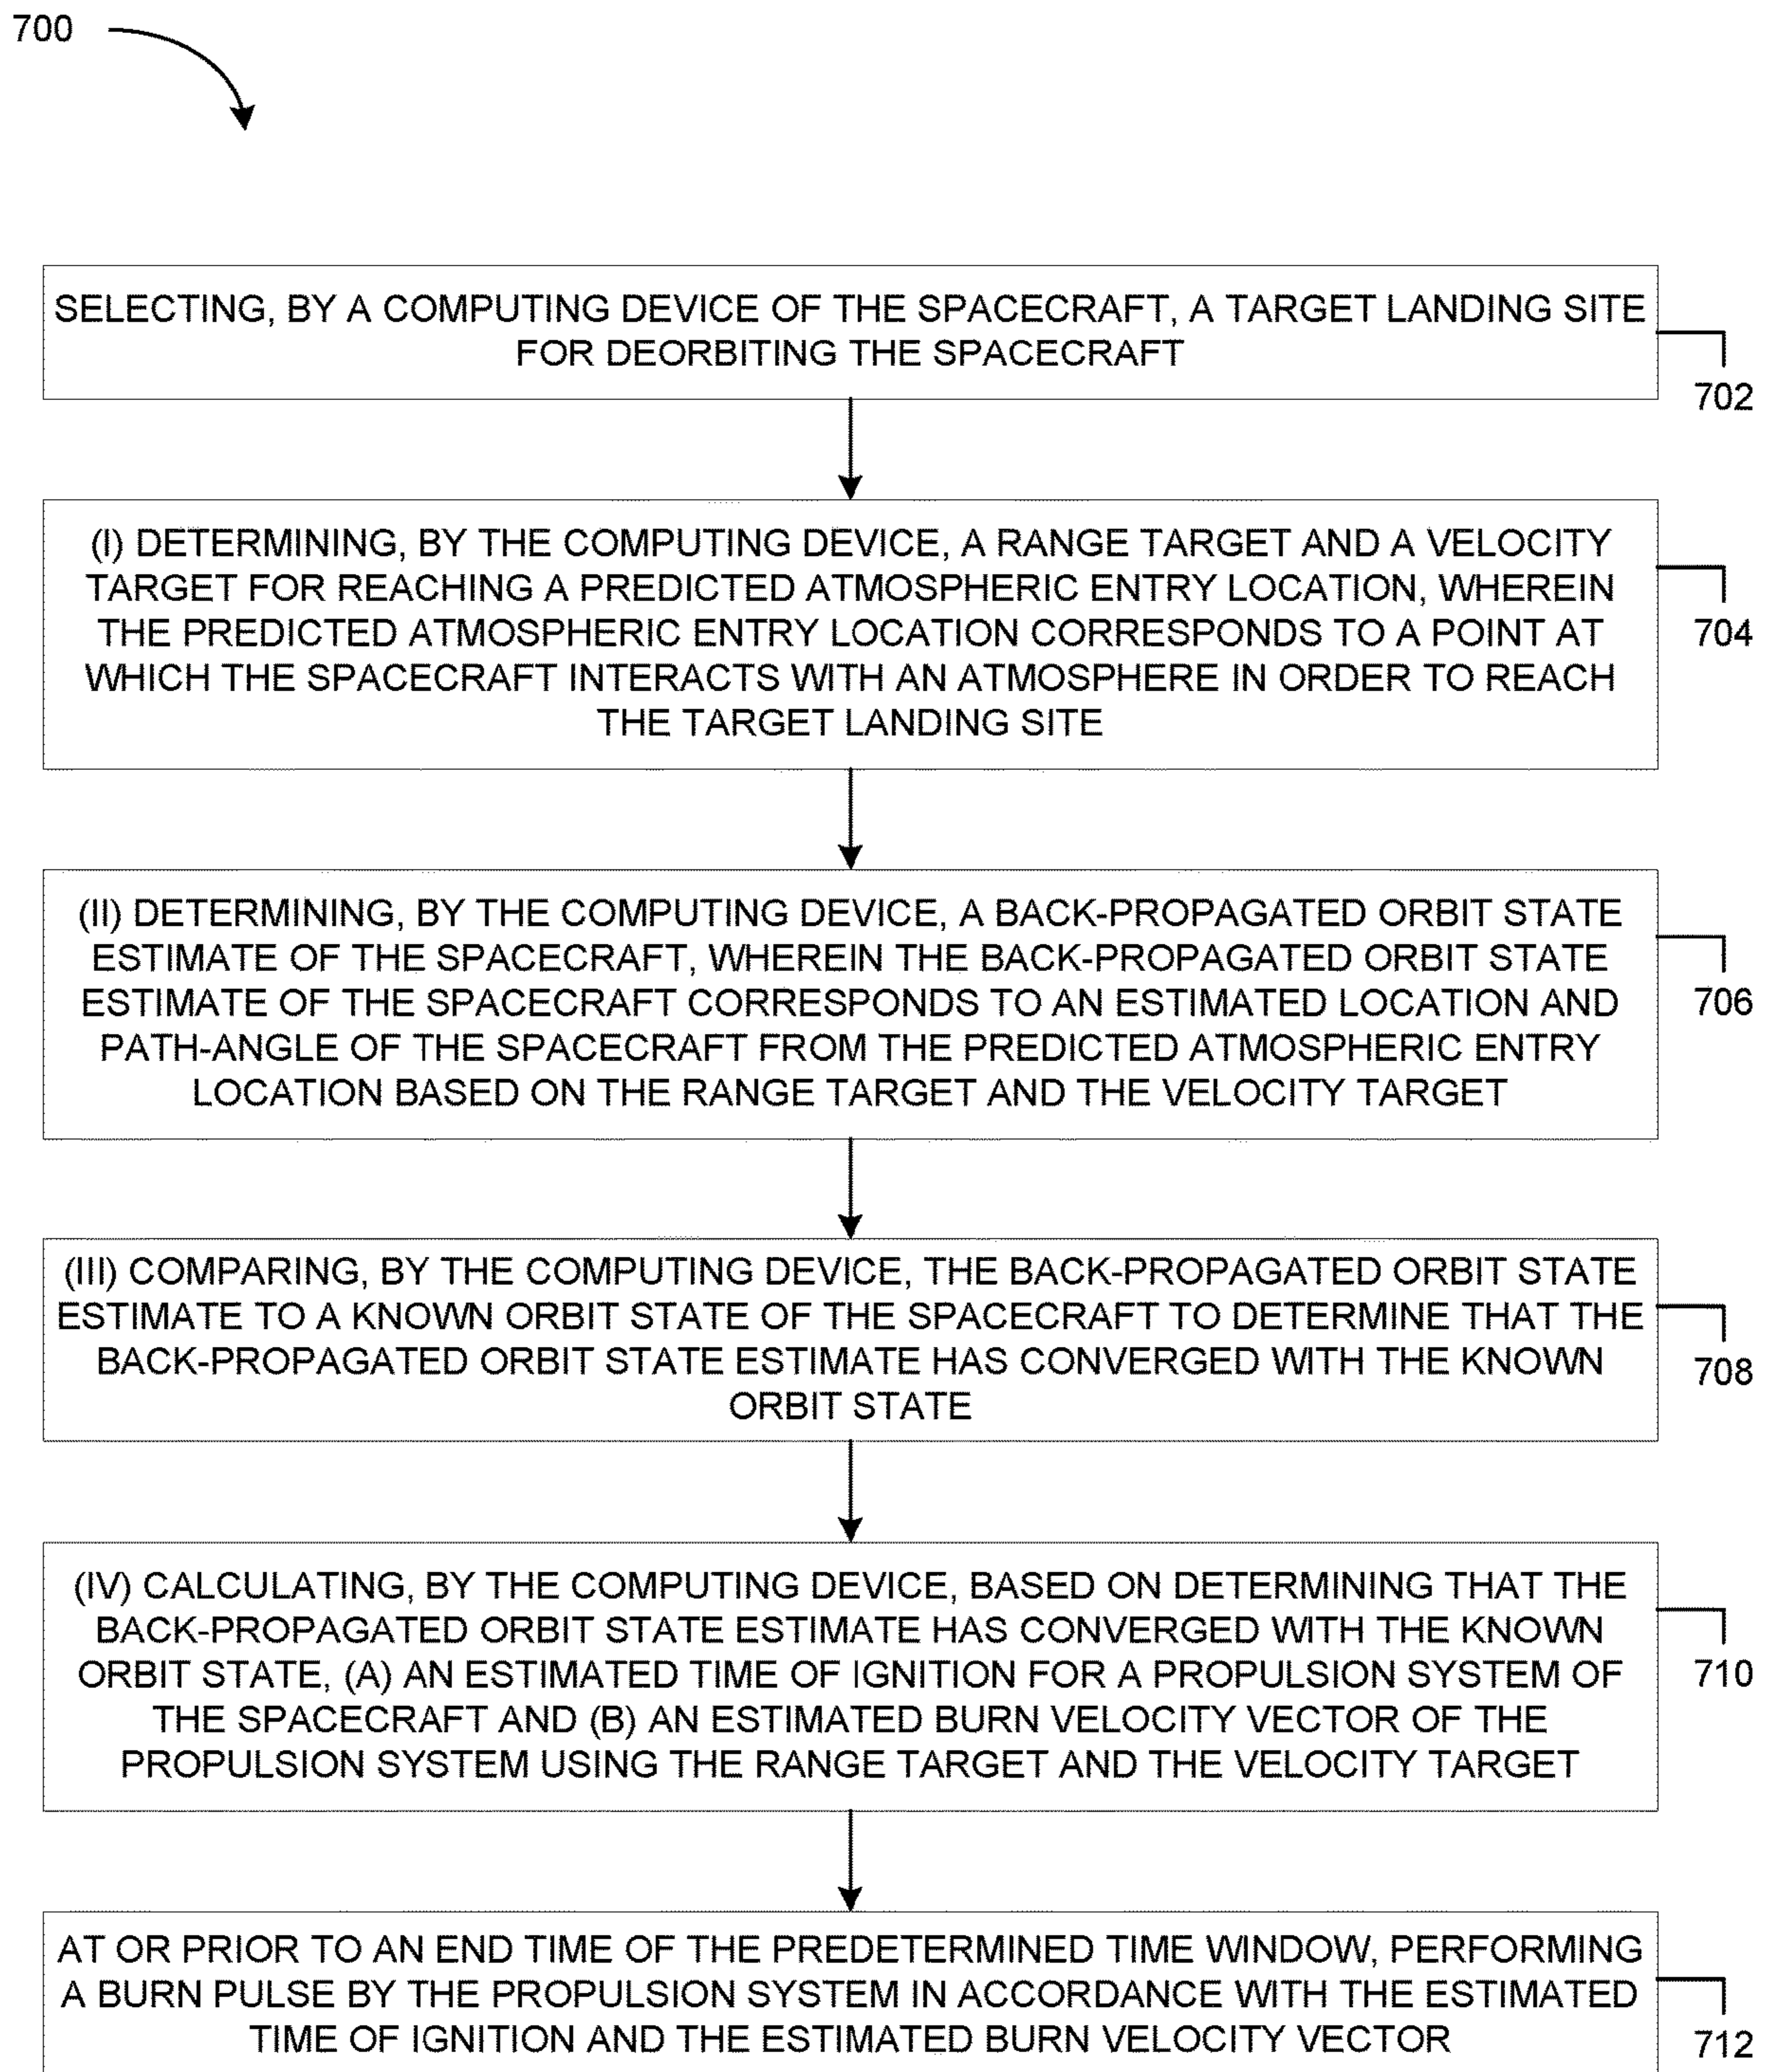 700
SELECTING, BY A COMPUTING DEVICE OF THE SPACECRAFT, A TARGET LANDING SITE
FOR DEORBITING THE SPACECRAFT
702
(I) DETERMINING, BY THE COMPUTING DEVICE, A RANGE TARGET AND A VELOCITY
TARGET FOR REACHING A PREDICTED ATMOSPHERIC ENTRY LOCATION, WHEREIN
THE PREDICTED ATMOSPHERIC ENTRY LOCATION CORRESPONDS TO A POINT AT
WHICH THE SPACECRAFT INTERACTS WITH AN ATMOSPHERE IN ORDER TO REACH
THE TARGET LANDING SITE
704
(II) DETERMINING, BY THE COMPUTING DEVICE, A BACK-PROPAGATED ORBIT STATE
ESTIMATE OF THE SPACECRAFT, WHEREIN THE BACK-PROPAGATED ORBIT STATE
ESTIMATE OF THE SPACECRAFT CORRESPONDS TO AN ESTIMATED LOCATION AND
PATH-ANGLE OF THE SPACECRAFT FROM THE PREDICTED ATMOSPHERIC ENTRY
LOCATION BASED ON THE RANGE TARGET AND THE VELOCITY TARGET
706
(III) COMPARING, BY THE COMPUTING DEVICE, THE BACK-PROPAGATED ORBIT STATE
ESTIMATE TO A KNOWN ORBIT STATE OF THE SPACECRAFT TO DETERMINE THAT THE
BACK-PROPAGATED ORBIT STATE ESTIMATE HAS CONVERGED WITH THE KNOWN
ORBIT STATE
708
(IV) CALCULATING, BY THE COMPUTING DEVICE, BASED ON DETERMINING THAT THE
BACK-PROPAGATED ORBIT STATE ESTIMATE HAS CONVERGED WITH THE KNOWN
ORBIT STATE, (A) AN ESTIMATED TIME OF IGNITION FOR A PROPULSION SYSTEM OF
THE SPACECRAFT AND (B) AN ESTIMATED BURN VELOCITY VECTOR OF THE
PROPULSION SYSTEM USING THE RANGE TARGET AND THE VELOCITY TARGET
710
AT OR PRIOR TO AN END TIME OF THE PREDETERMINED TIME WINDOW, PERFORMING
A BURN PULSE BY THE PROPULSION SYSTEM IN ACCORDANCE WITH THE ESTIMATED
TIME OF IGNITION AND THE ESTIMATED BURN VELOCITY VECTOR
712